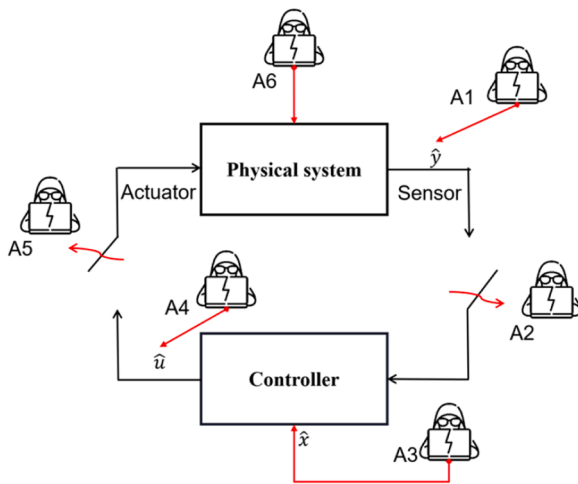 A6
A1
Physical system
ŷ
Actuator
Sensor
A5
A4
A2
û
Controller
x̂
A3